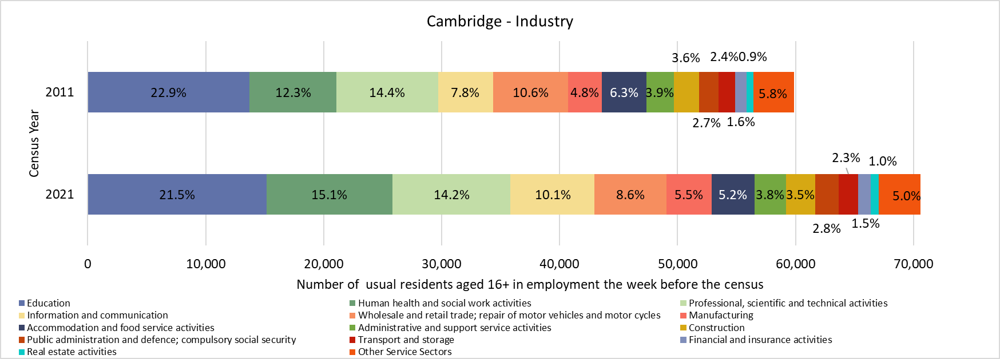 Cambridge - Industry
3.6% 2.4% 0.9%
2011 22.9% 12.3% 14.4% 7.8% 10.6% 4.8% 6.3% 3.9% 5.8%
2.7% 1.6%
Census Year
2.3% 1.0%
2021 21.5% 15.1% 14.2% 10.1% 8.6% 5.5% 5.2% 3.8% 3.5% 5.0%
2.8% 1.5%
0 10,000 20,000 30,000 40,000 50,000 60,000 70,000
Number of  usual residents aged 16+ in employment the week before the census
Education Human health and social work activities Professional, scientific and technical activities
Information and communication Wholesale and retail trade; repair of motor vehicles and motor cycles Manufacturing
Accommodation and food service activities Administrative and support service activities Construction
Public administration and defence; compulsory social security Transport and storage Financial and insurance activities
Real estate activities Other Service Sectors